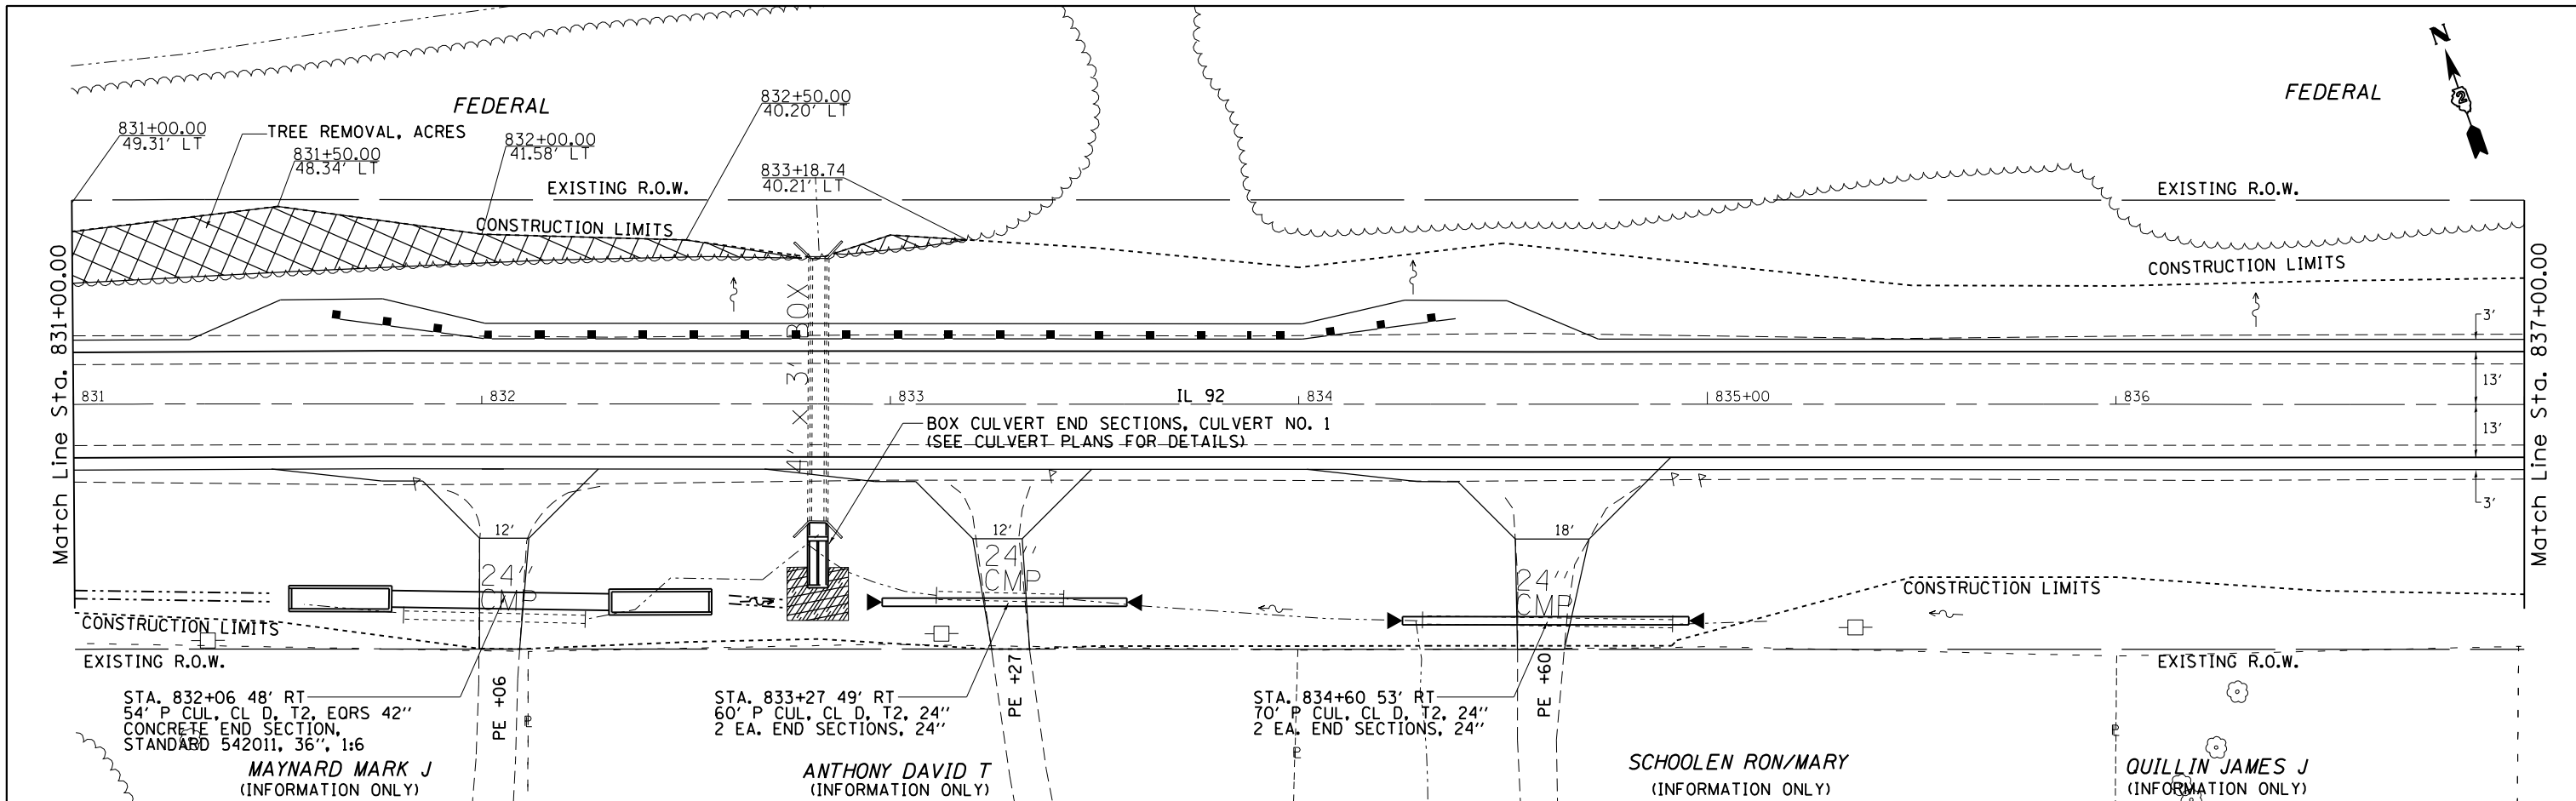 N
2
FEDERAL
FEDERAL
832+50.00
40.20' LT
831+00.00
49.31' LT
TREE REMOVAL, ACRES
831+50.00
48.34' LT
832+00.00
41.58' LT
833+18.74
40.21' LT
EXISTING R.O.W.
EXISTING R.O.W.
CONSTRUCTION LIMITS
CONSTRUCTION LIMITS
Match Line Sta. 831+00.00
Match Line Sta. 837+00.00
4' X 3' BOX
3'
13'
13'
3'
831
832
833
IL 92
834
835+00
836
BOX CULVERT END SECTIONS, CULVERT NO. 1
(SEE CULVERT PLANS FOR DETAILS)
P
P
P
P
12'
12'
18'
24"
CMP
24"
CMP
24"
CMP
CONSTRUCTION LIMITS
CONSTRUCTION LIMITS
EXISTING R.O.W.
EXISTING R.O.W.
PE +06
PE +27
PE +60
STA. 832+06 48' RT
54' P CUL, CL D, T2, EQRS 42"
CONCRETE END SECTION,
STANDARD 542011, 36", 1:6
STA. 833+27 49' RT
60' P CUL, CL D, T2, 24"
2 EA. END SECTIONS, 24"
STA. 834+60 53' RT
70' P CUL, CL D, T2, 24"
2 EA. END SECTIONS, 24"
MAYNARD MARK J
(INFORMATION ONLY)
ANTHONY DAVID T
(INFORMATION ONLY)
SCHOOLEN RON/MARY
(INFORMATION ONLY)
QUILLIN JAMES J
(INFORMATION ONLY)